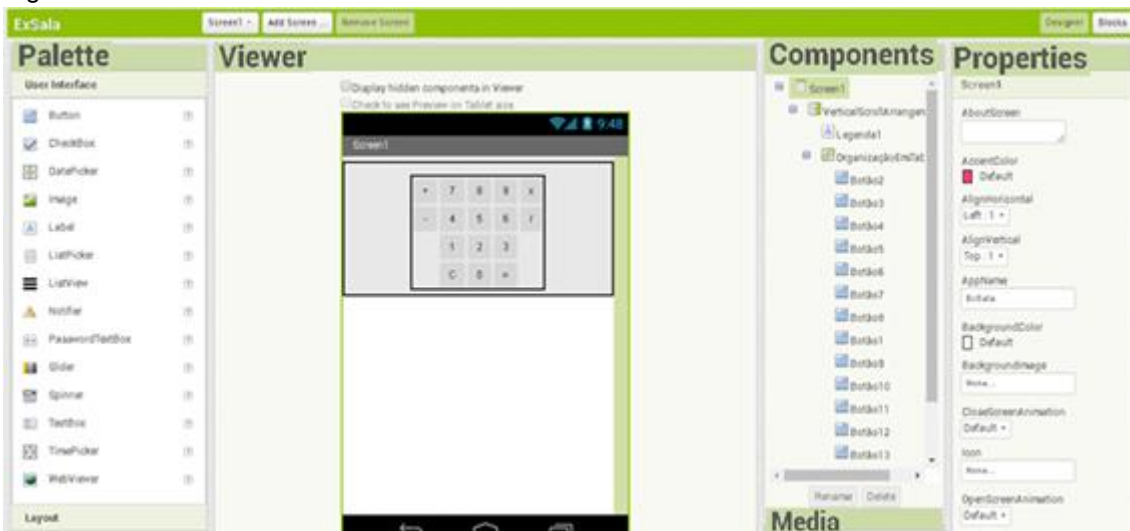 ExSala
Screen1
Add Screen ...
Remove Screen
Designer
Blocks
Palette
User Interface
Button
CheckBox
DatePicker
Image
Label
ListPicker
ListView
Notifier
PasswordTextBox
Slider
Spinner
TextBox
TimePicker
WebViewer
Layout
Viewer
Display hidden components in Viewer
Check to see Preview on Tablet size
9:48
Screen1
+ 7 8 9 x
- 4 5 6 /
1 2 3
C 0 =
Components
Screen1
VerticalScrollArrangem
Legenda1
OrganizaçãoEmTab
Botão2
Botão3
Botão4
Botão5
Botão6
Botão7
Botão8
Botão1
Botão9
Botão10
Botão11
Botão12
Botão13
Rename Delete
Media
Properties
Screen1
AboutScreen
AccentColor
Default
AlignHorizontal
Left : 1
AlignVertical
Top : 1
AppName
ExSala
BackgroundColor
Default
BackgroundImage
None...
CloseScreenAnimation
Default
Icon
None...
OpenScreenAnimation
Default